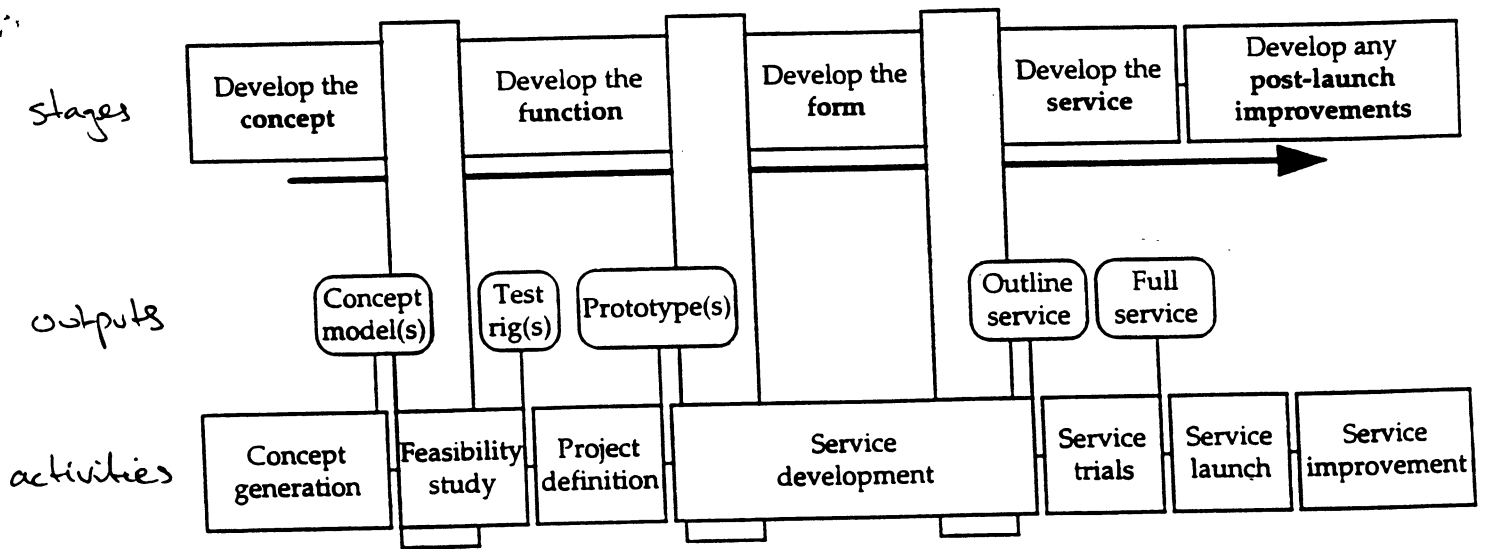 stages
Develop the
concept
Develop the
function
Develop the
form
Develop the
service
Develop any
post-launch
improvements
outputs
Concept
model(s)
Test
rig(s)
Prototype(s)
Outline
service
Full
service
activities
Concept
generation
Feasibility
study
Project
definition
Service
development
Service
trials
Service
launch
Service
improvement